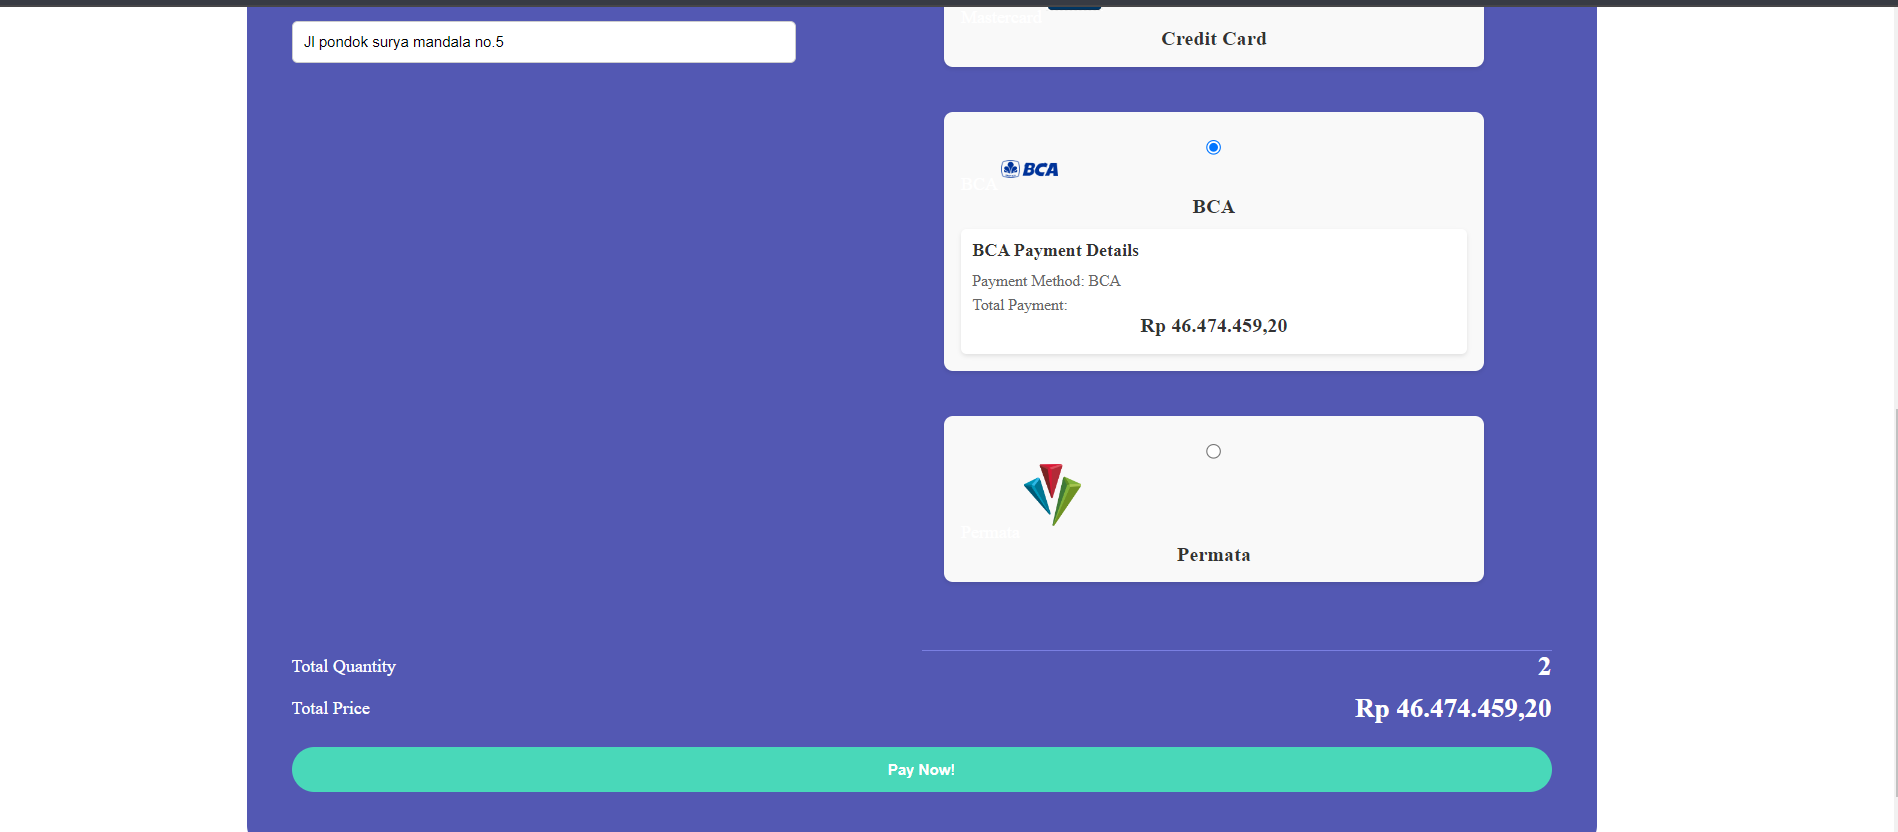 Jl pondok surya mandala no.5
Mastercard
Credit Card
BCA
BCA
BCA
BCA Payment Details
Payment Method: BCA
Total Payment:
Rp 46.474.459,20
Permata
Permata
Total Quantity
2
Total Price
Rp 46.474.459,20
Pay Now!